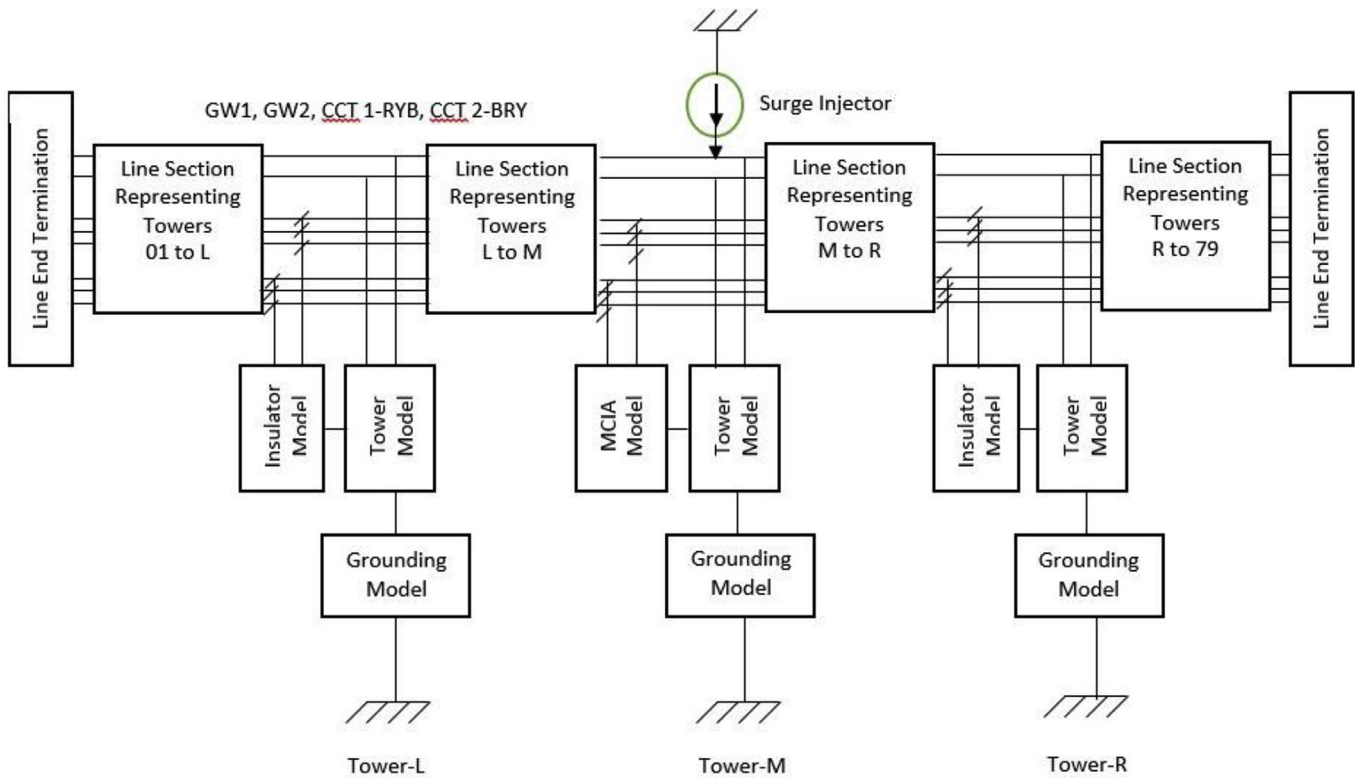 GW1, GW2, CCT 1-RYB, CCT 2-BRY
Surge Injector
Line End Termination
Line Section
Representing
Towers
01 to L
Line Section
Representing
Towers
L to M
Line Section
Representing
Towers
M to R
Line Section
Representing
Towers
R to 79
Line End Termination
Insulator
Model
Tower
Model
MCIA
Model
Tower
Model
Insulator
Model
Tower
Model
Grounding
Model
Grounding
Model
Grounding
Model
Tower-L
Tower-M
Tower-R